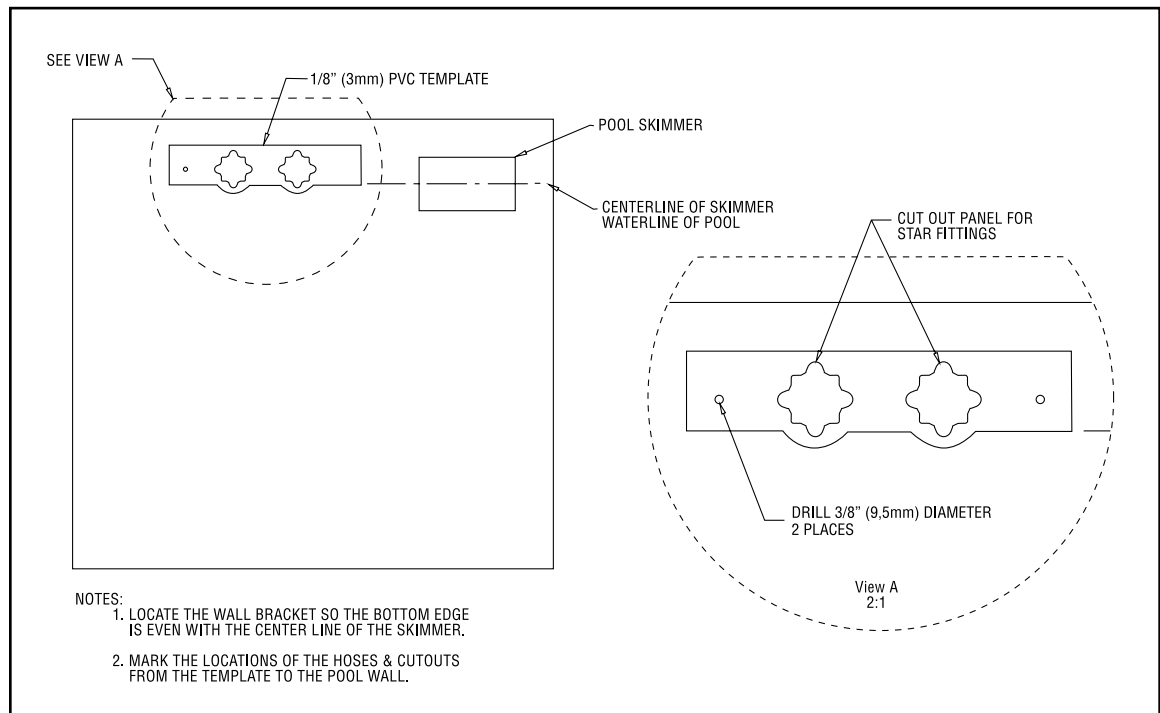 SEE VIEW A
1/8” (3mm) PVC TEMPLATE
POOL SKIMMER
CENTERLINE OF SKIMMER
WATERLINE OF POOL
CUT OUT PANEL FOR
STAR FITTINGS
DRILL 3/8” (9,5mm) DIAMETER
2 PLACES
View A
2:1
NOTES:
1. LOCATE THE WALL BRACKET SO THE BOTTOM EDGE
IS EVEN WITH THE CENTER LINE OF THE SKIMMER.
2. MARK THE LOCATIONS OF THE HOSES & CUTOUTS
FROM THE TEMPLATE TO THE POOL WALL.